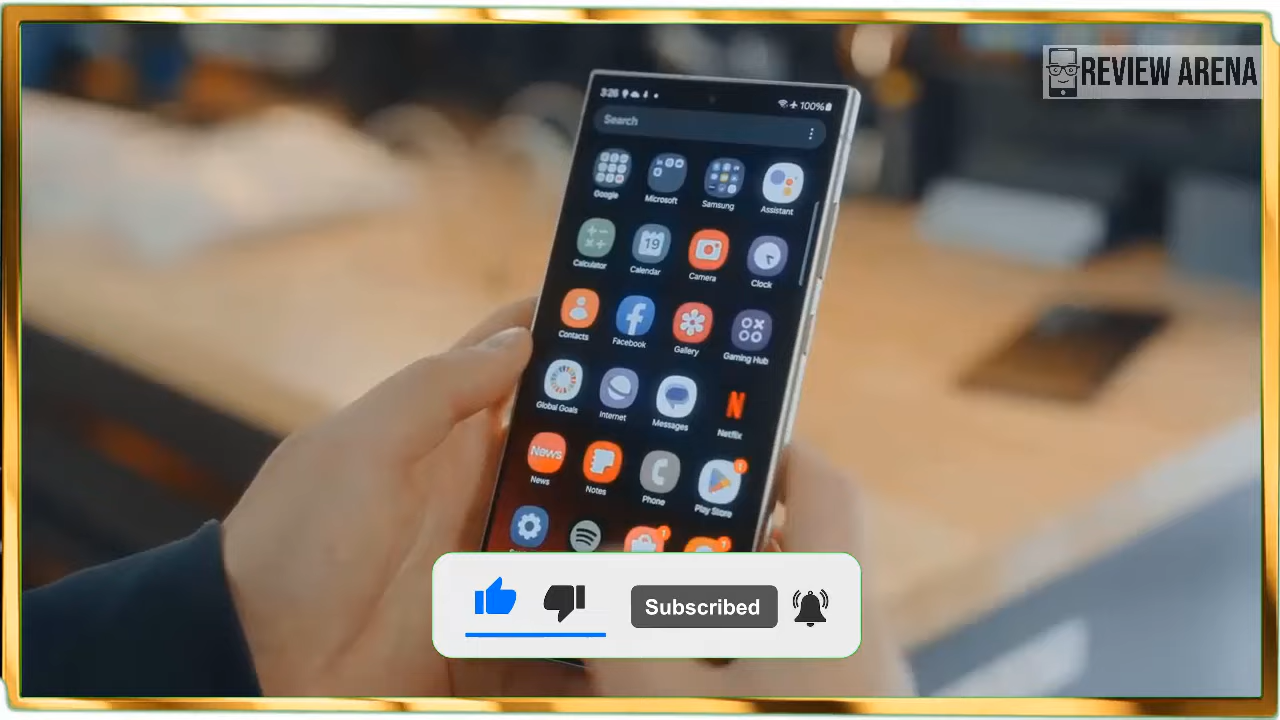 REVIEW ARENA
3:26
100%
Search
Google
Microsoft
Samsung
Assistant
Calculator
19
Calendar
Camera
Clock
Contacts
Facebook
Gallery
Gaming Hub
Global Goals
Internet
Messages
N
Netflix
News
News
Notes
Phone
Play Store
Subscribed